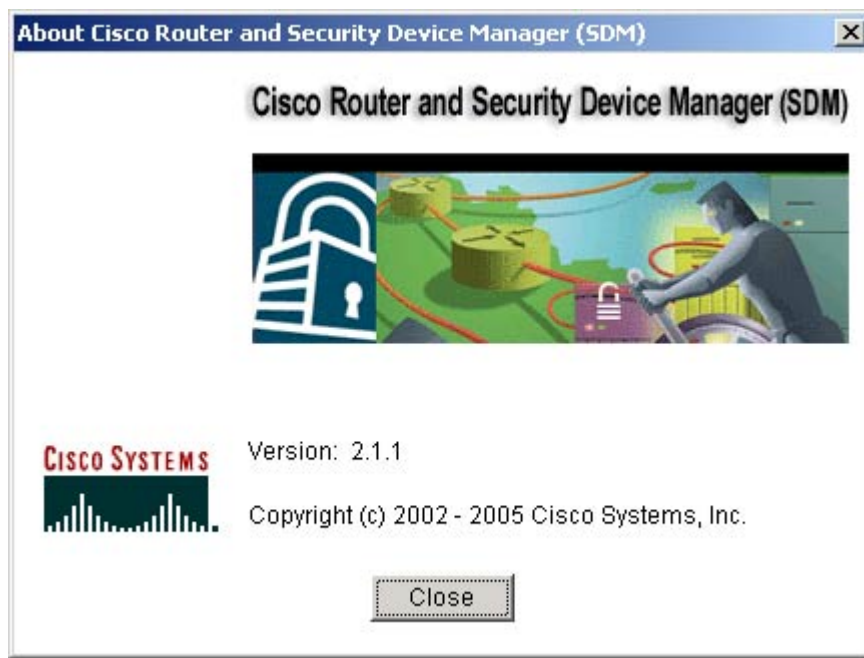 About Cisco Router and Security Device Manager (SDM)
Cisco Router and Security Device Manager (SDM)
CISCO SYSTEMS
Version: 2.1.1
Copyright (c) 2002 - 2005 Cisco Systems, Inc.
Close